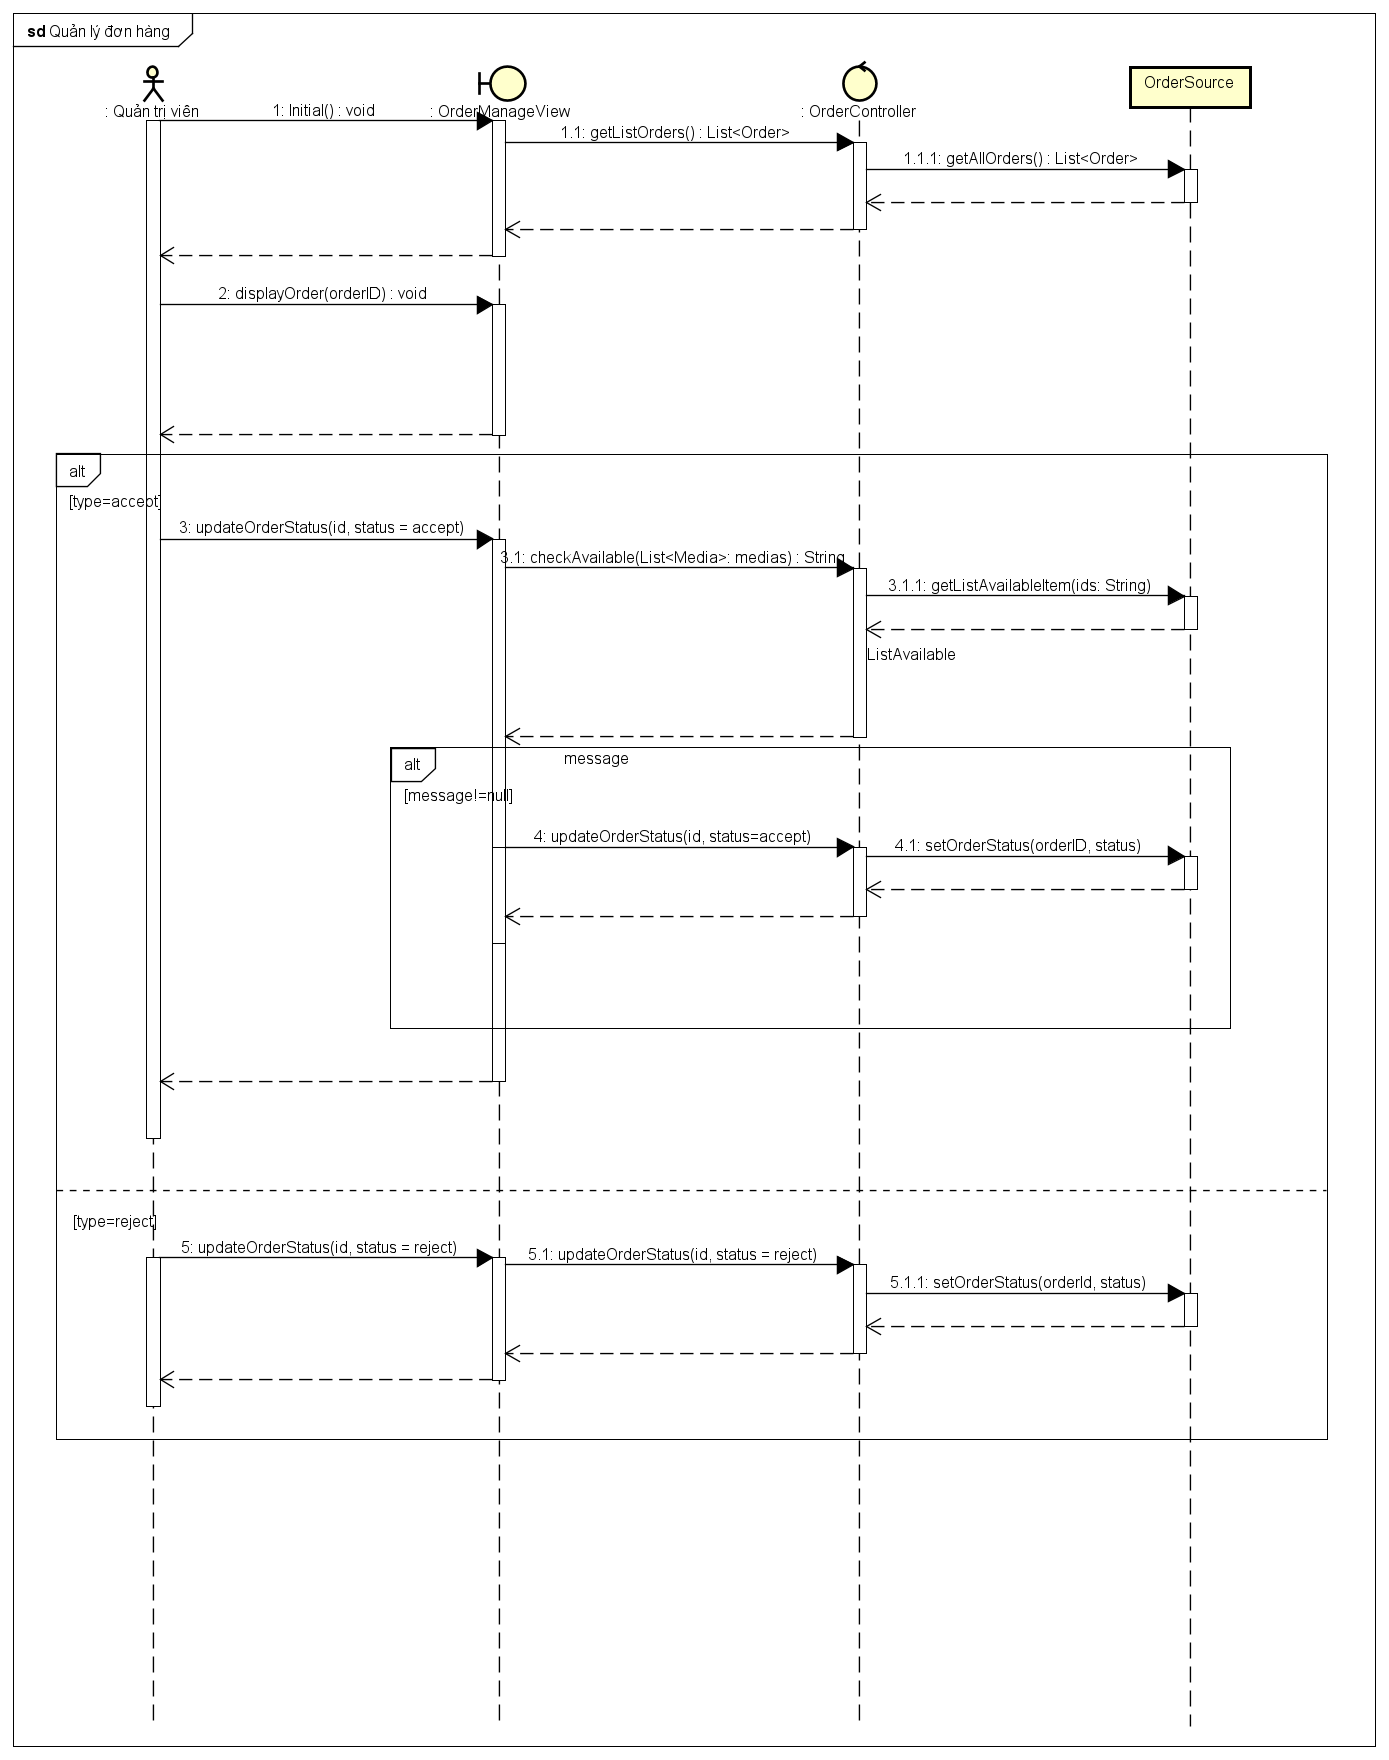 sd Quản lý đơn hàng
: Quản trị viên
: OrderManageView
: OrderController
OrderSource
1: Initial() : void
1.1: getListOrders() : List<Order>
1.1.1: getAllOrders() : List<Order>
2: displayOrder(orderID) : void
alt
[type=accept]
3: updateOrderStatus(id, status = accept)
3.1: checkAvailable(List<Media>: medias) : String
3.1.1: getListAvailableItem(ids: String)
ListAvailable
message
alt
[message!=null]
4: updateOrderStatus(id, status=accept)
4.1: setOrderStatus(orderID, status)
[type=reject]
5: updateOrderStatus(id, status = reject)
5.1: updateOrderStatus(id, status = reject)
5.1.1: setOrderStatus(orderId, status)